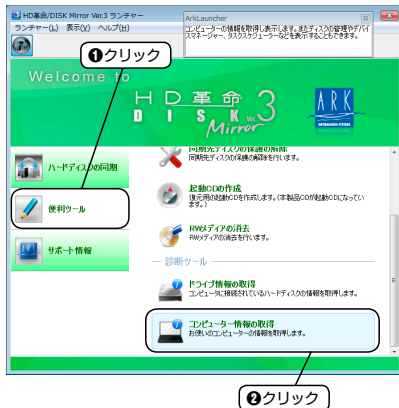 HD革命/DISK Mirror Ver.3 ランチャー
ランチャー(L) 表示(V) ヘルプ(H)
ArkLauncher
コンピューターの情報を取得し表示します。またディスクの管理やデバイスマネージャー、タスクスケジューラーなどを表示することもできます。
❶クリック
Welcome to
HD革命
DISK Ver. 3
Mirror
ARK
INFORMATION SYSTEMS
ハードディスクの同期
便利ツール
サポート情報
同期先ディスクの保護の解除
同期先ディスクの保護の解除を行います。
起動CDの作成
復元用の起動CDを作成します。(本製品CDが起動CDになっています。)
RWメディアの消去
RWメディアの消去を行います。
診断ツール
ドライブ情報の取得
コンピュータに接続されているハードディスクの情報を取得します。
コンピューター情報の取得
お使いのコンピューターの情報を取得します。
❷クリック